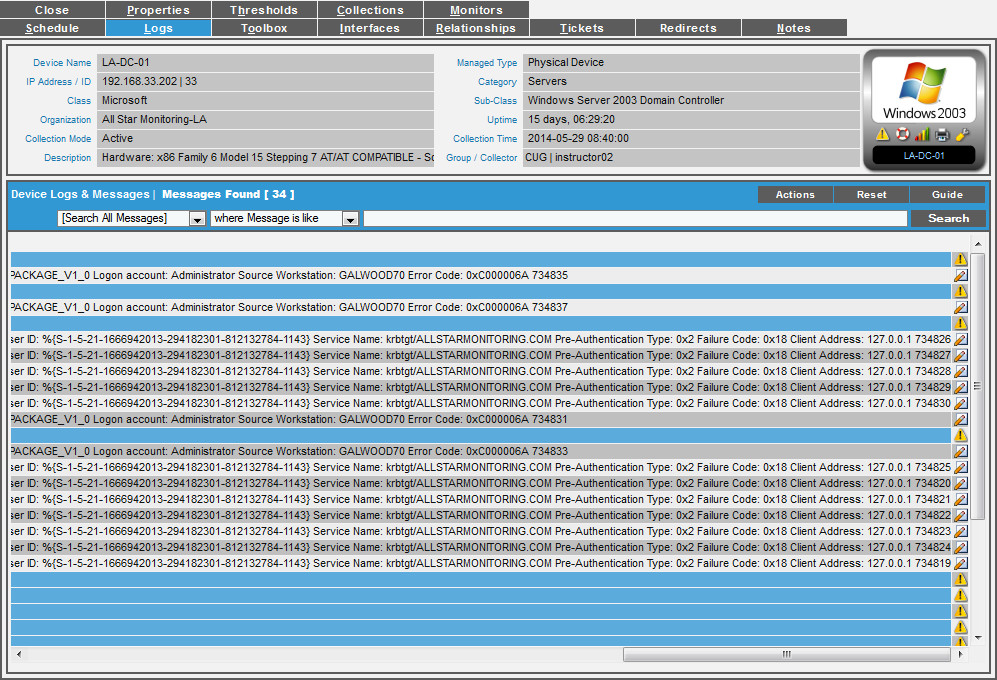 Close Properties Thresholds Collections Monitors
Schedule Logs Toolbox Interfaces Relationships Tickets Redirects Notes
Device Name LA-DC-01 Managed Type Physical Device
IP Address / ID 192.168.33.202 | 33 Category Servers
Class Microsoft Sub-Class Windows Server 2003 Domain Controller
Organization All Star Monitoring-LA Uptime 15 days, 06:29:20
Collection Mode Active Collection Time 2014-05-29 08:40:00
Description Hardware: x86 Family 6 Model 15 Stepping 7 AT/AT COMPATIBLE - So Group / Collector CUG | instructor02
Windows 2003
LA-DC-01
Device Logs & Messages | Messages Found [ 34 ] Actions Reset Guide
[Search All Messages] where Message is like Search
PACKAGE_V1_0 Logon account: Administrator Source Workstation: GALWOOD70 Error Code: 0xC000006A 734835
PACKAGE_V1_0 Logon account: Administrator Source Workstation: GALWOOD70 Error Code: 0xC000006A 734837
ser ID: %{S-1-5-21-1666942013-294182301-812132784-1143} Service Name: krbtgt/ALLSTARMONITORING.COM Pre-Authentication Type: 0x2 Failure Code: 0x18 Client Address: 127.0.0.1 734826
ser ID: %{S-1-5-21-1666942013-294182301-812132784-1143} Service Name: krbtgt/ALLSTARMONITORING.COM Pre-Authentication Type: 0x2 Failure Code: 0x18 Client Address: 127.0.0.1 734827
ser ID: %{S-1-5-21-1666942013-294182301-812132784-1143} Service Name: krbtgt/ALLSTARMONITORING.COM Pre-Authentication Type: 0x2 Failure Code: 0x18 Client Address: 127.0.0.1 734828
ser ID: %{S-1-5-21-1666942013-294182301-812132784-1143} Service Name: krbtgt/ALLSTARMONITORING.COM Pre-Authentication Type: 0x2 Failure Code: 0x18 Client Address: 127.0.0.1 734829
ser ID: %{S-1-5-21-1666942013-294182301-812132784-1143} Service Name: krbtgt/ALLSTARMONITORING.COM Pre-Authentication Type: 0x2 Failure Code: 0x18 Client Address: 127.0.0.1 734830
PACKAGE_V1_0 Logon account: Administrator Source Workstation: GALWOOD70 Error Code: 0xC000006A 734831
PACKAGE_V1_0 Logon account: Administrator Source Workstation: GALWOOD70 Error Code: 0xC000006A 734833
ser ID: %{S-1-5-21-1666942013-294182301-812132784-1143} Service Name: krbtgt/ALLSTARMONITORING.COM Pre-Authentication Type: 0x2 Failure Code: 0x18 Client Address: 127.0.0.1 734825
ser ID: %{S-1-5-21-1666942013-294182301-812132784-1143} Service Name: krbtgt/ALLSTARMONITORING.COM Pre-Authentication Type: 0x2 Failure Code: 0x18 Client Address: 127.0.0.1 734820
ser ID: %{S-1-5-21-1666942013-294182301-812132784-1143} Service Name: krbtgt/ALLSTARMONITORING.COM Pre-Authentication Type: 0x2 Failure Code: 0x18 Client Address: 127.0.0.1 734821
ser ID: %{S-1-5-21-1666942013-294182301-812132784-1143} Service Name: krbtgt/ALLSTARMONITORING.COM Pre-Authentication Type: 0x2 Failure Code: 0x18 Client Address: 127.0.0.1 734822
ser ID: %{S-1-5-21-1666942013-294182301-812132784-1143} Service Name: krbtgt/ALLSTARMONITORING.COM Pre-Authentication Type: 0x2 Failure Code: 0x18 Client Address: 127.0.0.1 734823
ser ID: %{S-1-5-21-1666942013-294182301-812132784-1143} Service Name: krbtgt/ALLSTARMONITORING.COM Pre-Authentication Type: 0x2 Failure Code: 0x18 Client Address: 127.0.0.1 734824
ser ID: %{S-1-5-21-1666942013-294182301-812132784-1143} Service Name: krbtgt/ALLSTARMONITORING.COM Pre-Authentication Type: 0x2 Failure Code: 0x18 Client Address: 127.0.0.1 734819